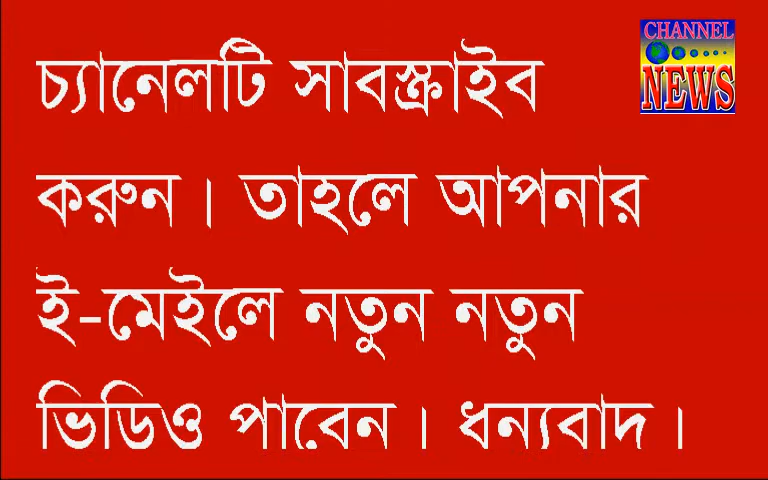 CHANNEL
NEWS
চ্যানেলটি সাবস্ক্রাইব
করুন। তাহলে আপনার
ই-মেইলে নতুন নতুন
ভিডিও পাবেন। ধন্যবাদ।